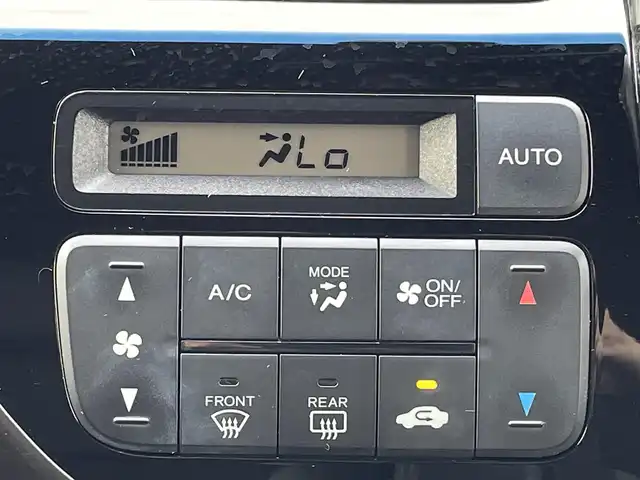 Lo
AUTO
A/C
MODE
ON/
OFF
FRONT
REAR